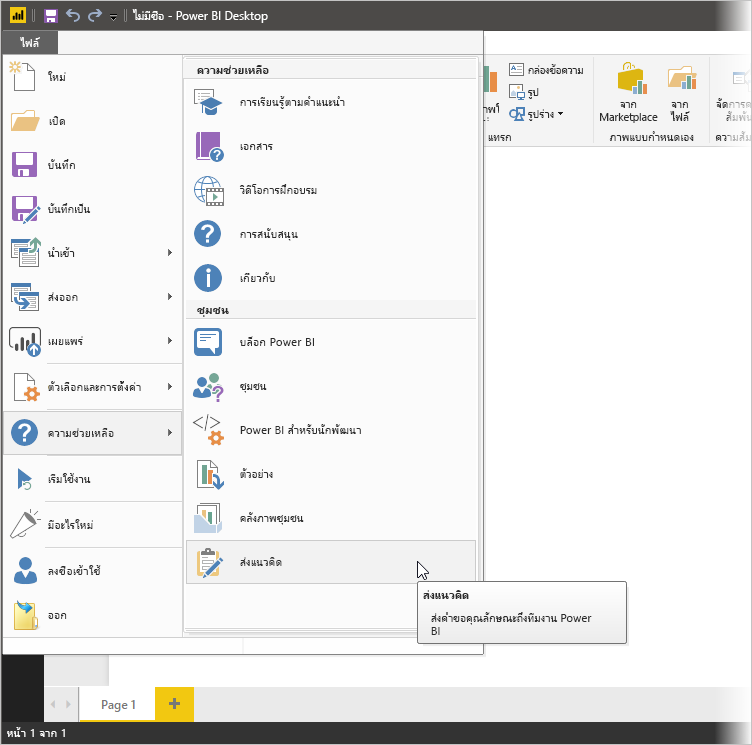 ไม่มีชื่อ - Power BI Desktop
ไฟล์
ใหม่
เปิด
บันทึก
บันทึกเป็น
นำเข้า
ส่งออก
เผยแพร่
ตัวเลือกและการตั้งค่า
ความช่วยเหลือ
เริ่มใช้งาน
มีอะไรใหม่
ลงชื่อเข้าใช้
ออก
ความช่วยเหลือ
การเรียนรู้ตามคำแนะนำ
เอกสาร
วิดีโอการฝึกอบรม
การสนับสนุน
เกี่ยวกับ
ชุมชน
บล็อก Power BI
ชุมชน
Power BI สำหรับนักพัฒนา
ตัวอย่าง
คลังภาพชุมชน
ส่งแนวคิด
ส่งแนวคิด
ส่งคำขอคุณลักษณะถึงทีมงาน Power
BI
กล่องข้อความ
รูป
รูปร่าง
แทรก
จาก
Marketplace
จาก
ไฟล์
ภาพแบบกำหนดเอง
จัดการค
สัมพัน
ความสัม
Page 1
หน้า 1 จาก 1